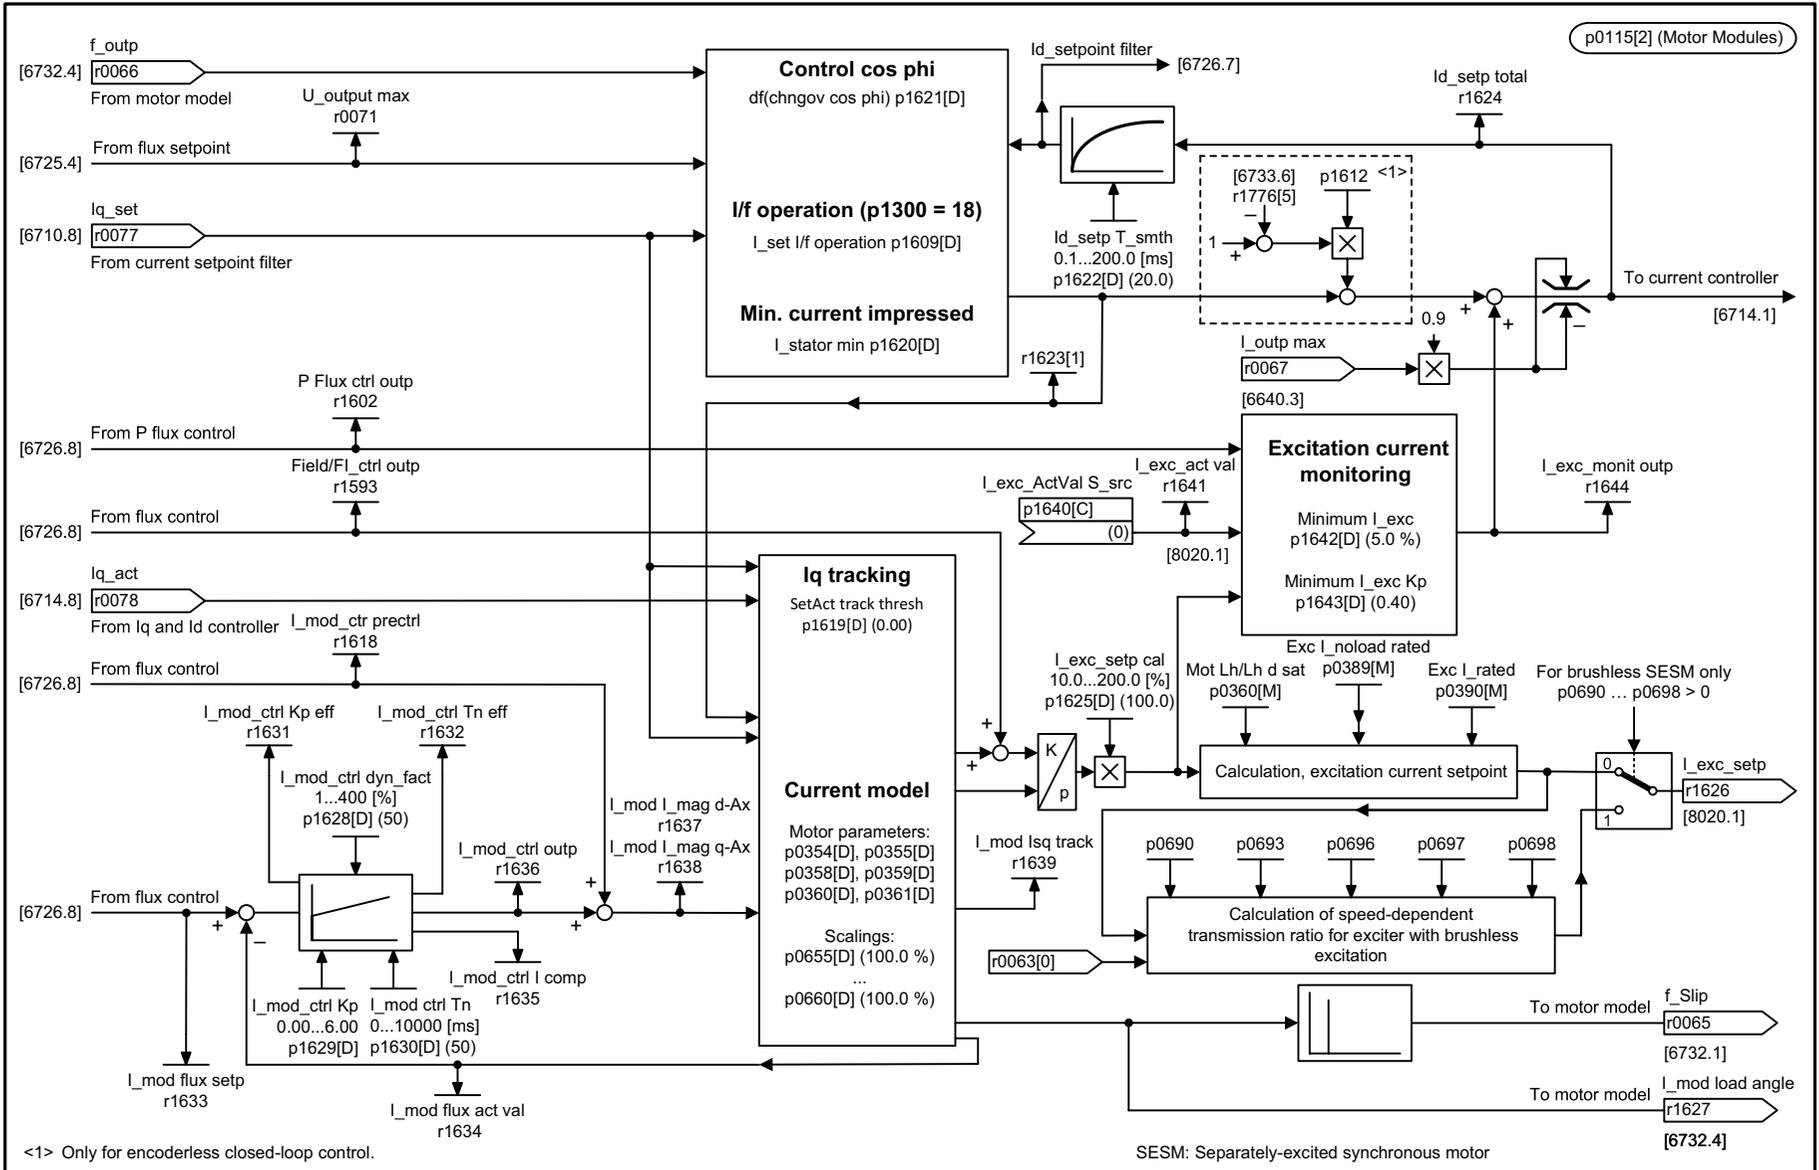 p0115[2] (Motor Modules)
f_outp
[6732.4]
r0066
From motor model
U_output max
r0071
From flux setpoint
[6725.4]
Iq_set
[6710.8]
r0077
From current setpoint filter
Control cos phi
df(chngov cos phi) p1621[D]
I/f operation (p1300 = 18)
I_set I/f operation p1609[D]
Min. current impressed
I_stator min p1620[D]
Id_setpoint filter
[6726.7]
Id_setp T_smth
0.1...200.0 [ms]
p1622[D] (20.0)
Id_setp total
r1624
[6733.6]
r1776[5]
p1612
<1>
–
1
+
×
+
+
–
To current controller
[6714.1]
0.9
I_outp max
r0067
×
[6640.3]
r1623[1]
P Flux ctrl outp
r1602
From P flux control
[6726.8]
Field/FI_ctrl outp
r1593
From flux control
[6726.8]
I_exc_ActVal S_src
p1640[C]
(0)
I_exc_act val
r1641
[8020.1]
Excitation current
monitoring
Minimum I_exc
p1642[D] (5.0 %)
Minimum I_exc Kp
p1643[D] (0.40)
I_exc_monit outp
r1644
Iq_act
[6714.8]
r0078
From Iq and Id controller
I_mod_ctr prectrl
r1618
From flux control
[6726.8]
Iq tracking
SetAct track thresh
p1619[D] (0.00)
Current model
Motor parameters:
p0354[D], p0355[D]
p0358[D], p0359[D]
p0360[D], p0361[D]
Scalings:
p0655[D] (100.0 %)
...
p0660[D] (100.0 %)
I_mod_ctrl Kp eff
r1631
I_mod_ctrl Tn eff
r1632
I_mod_ctrl dyn_fact
1...400 [%]
p1628[D] (50)
I_mod I_mag d-Ax
r1637
I_mod I_mag q-Ax
r1638
I_mod_ctrl outp
r1636
From flux control
[6726.8]
+
–
+
+
I_mod_ctrl I comp
r1635
I_mod_ctrl Kp
0.00...6.00
p1629[D]
I_mod ctrl Tn
0...10000 [ms]
p1630[D] (50)
I_mod flux setp
r1633
I_mod flux act val
r1634
+
+
K
p
I_exc_setp cal
10.0...200.0 [%]
p1625[D] (100.0)
×
Mot Lh/Lh d sat
p0360[M]
Exc I_noload rated
p0389[M]
Exc I_rated
p0390[M]
Calculation, excitation current setpoint
For brushless SESM only
p0690 … p0698 > 0
0
1
I_exc_setp
r1626
[8020.1]
I_mod Isq track
r1639
p0690
p0693
p0696
p0697
p0698
Calculation of speed-dependent
transmission ratio for exciter with brushless
excitation
r0063[0]
To motor model
f_Slip
r0065
[6732.1]
To motor model
I_mod load angle
r1627
[6732.4]
<1> Only for encoderless closed-loop control.
SESM: Separately-excited synchronous motor